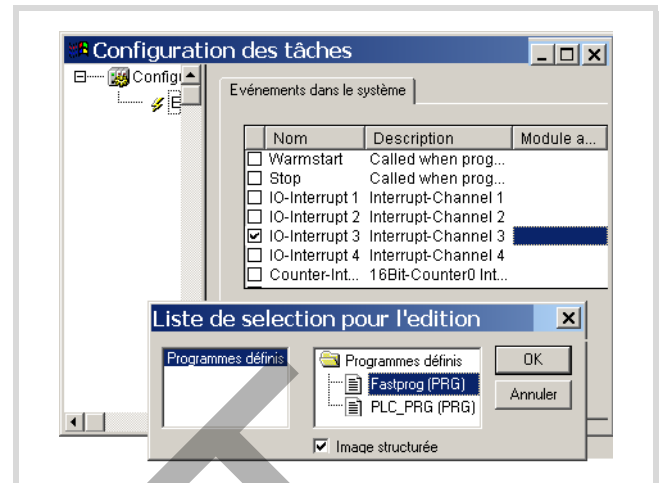 Configuration des tâches
Configu
E
Evénements dans le système
Nom Description Module a...
Warmstart Called when prog...
Stop Called when prog...
IO-Interrupt 1 Interrupt-Channel 1
IO-Interrupt 2 Interrupt-Channel 2
IO-Interrupt 3 Interrupt-Channel 3
IO-Interrupt 4 Interrupt-Channel 4
Counter-Int... 16Bit-Counter0 Int...
Liste de selection pour l'edition
Programmes définis
Programmes définis
Fastprog (PRG)
PLC_PRG (PRG)
OK
Annuler
Image structurée